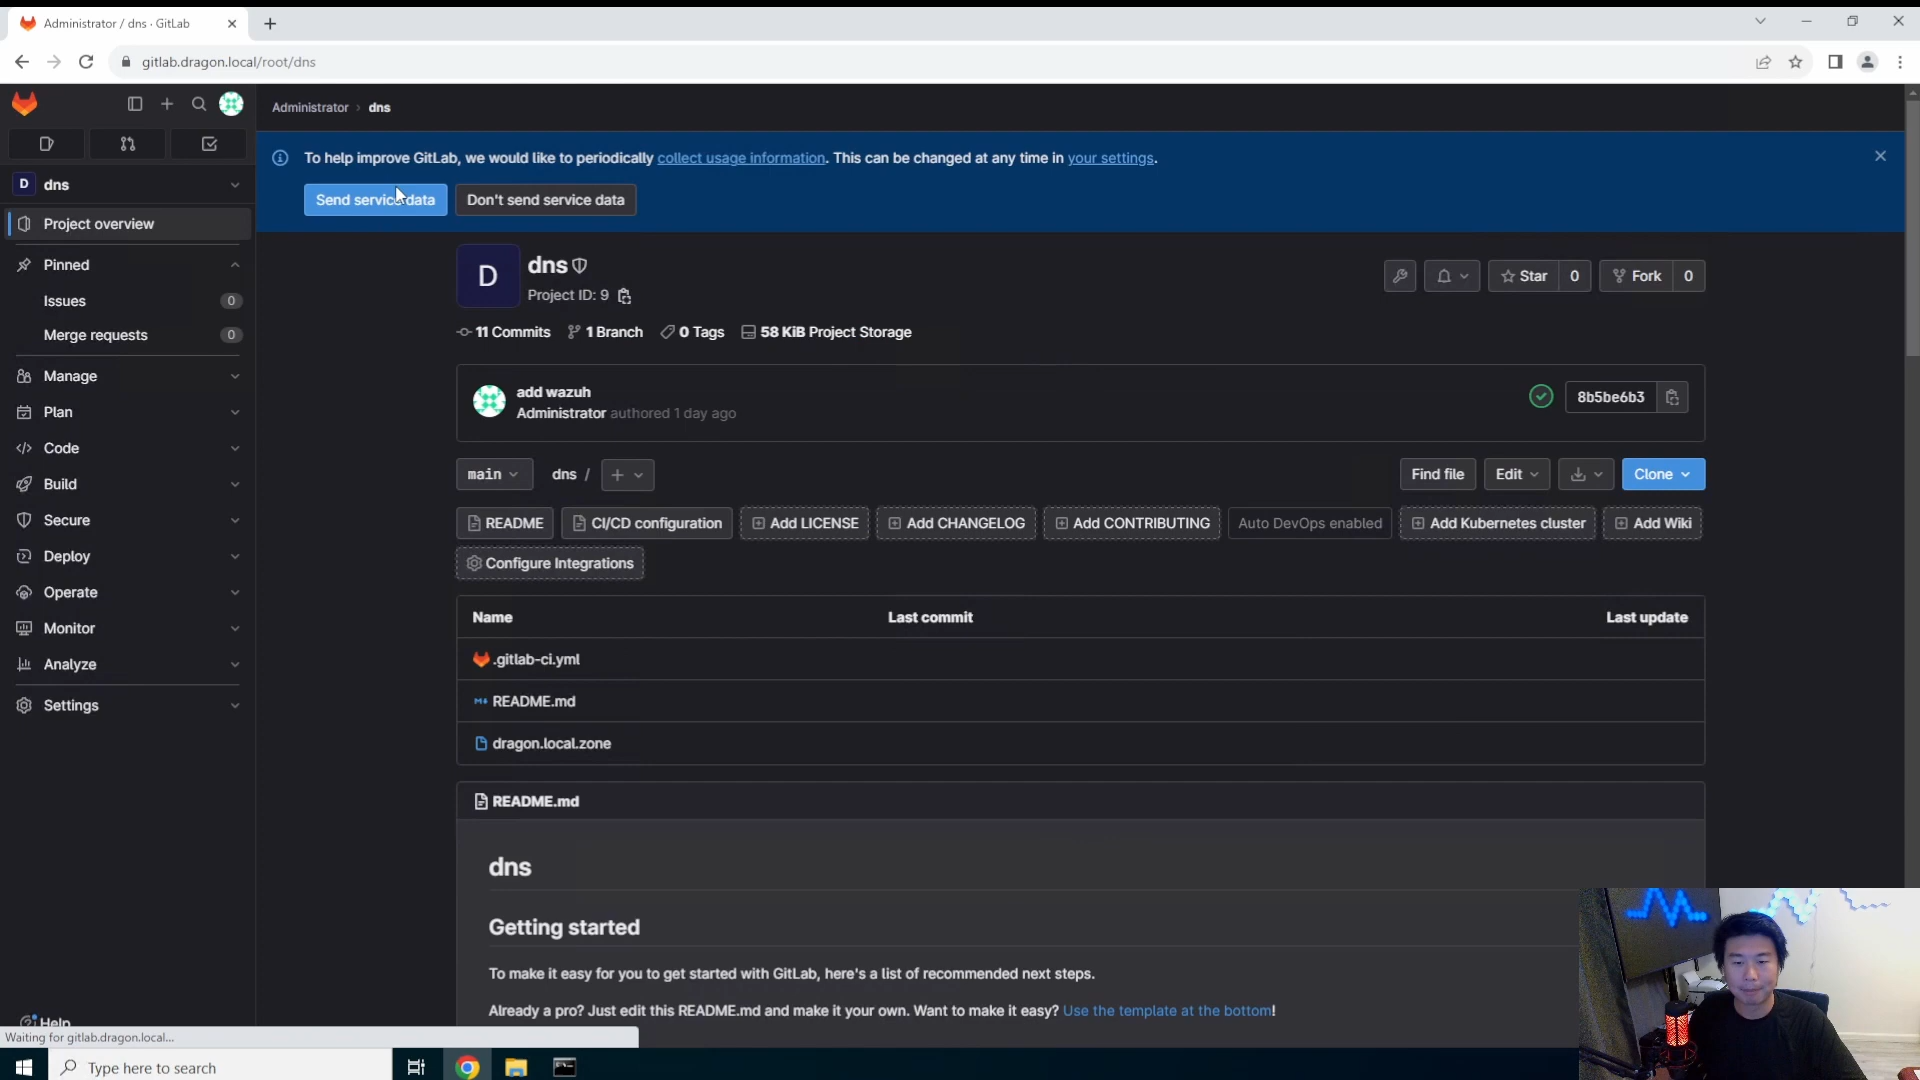 Administrator / dns · GitLab
gitlab.dragon.local/root/dns
Administrator › dns
To help improve GitLab, we would like to periodically collect usage information. This can be changed at any time in your settings.
Send service data
Don't send service data
D dns
Project overview
Pinned
Issues 0
Merge requests 0
Manage
Plan
Code
Build
Secure
Deploy
Operate
Monitor
Analyze
Settings
Help
D
dns
Project ID: 9
Star 0
Fork 0
11 Commits 1 Branch 0 Tags 58 KiB Project Storage
add wazuh
Administrator authored 1 day ago
8b5be6b3
main
dns / +
Find file
Edit
Clone
README
CI/CD configuration
Add LICENSE
Add CHANGELOG
Add CONTRIBUTING
Auto DevOps enabled
Add Kubernetes cluster
Add Wiki
Configure Integrations
Name Last commit Last update
.gitlab-ci.yml
README.md
dragon.local.zone
README.md
dns
Getting started
To make it easy for you to get started with GitLab, here's a list of recommended next steps.
Already a pro? Just edit this README.md and make it your own. Want to make it easy? Use the template at the bottom!
Waiting for gitlab.dragon.local...
Type here to search